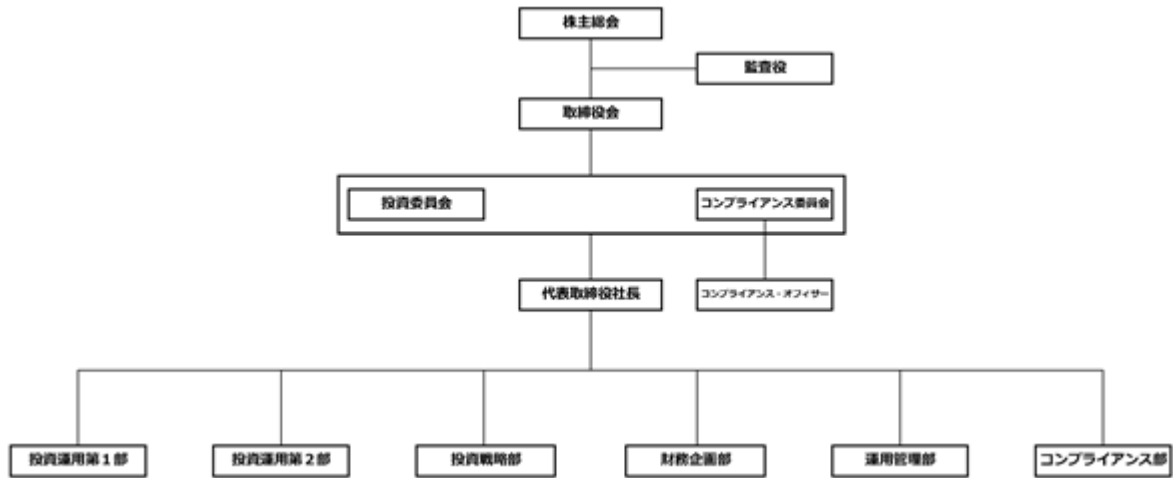 株主総会
監査役
取締役会
投資委員会
コンプライアンス委員会
代表取締役社長
コンプライアンス・オフィサー
投資運用第１部
投資運用第２部
投資戦略部
財務企画部
運用管理部
コンプライアンス部